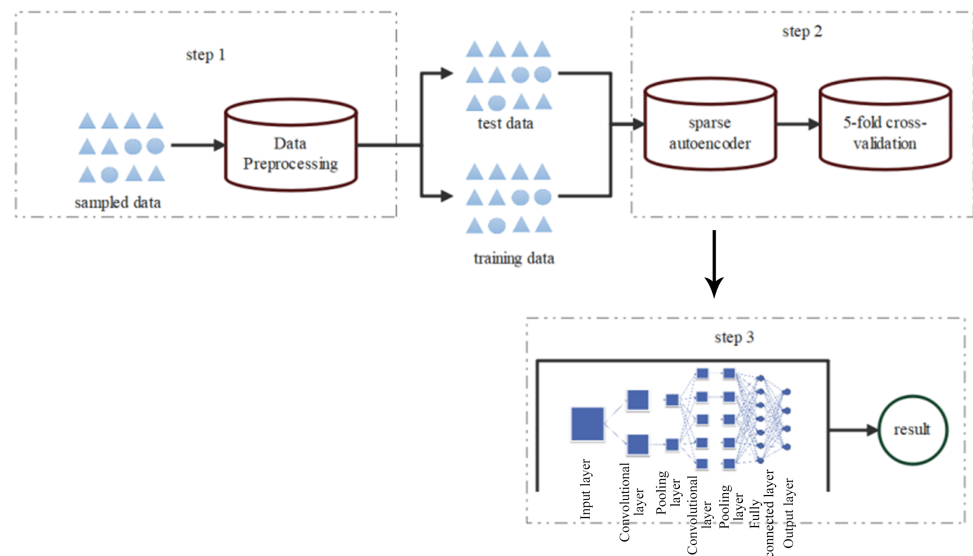 step 1
sampled data
Data
Preprocessing
test data
training data
step 2
sparse
autoencoder
5-fold cross-
validation
step 3
Input layer
Convolutional
layer
Pooling
layer
Convolutional
layer
Pooling
layer
Fully
connected layer
Output layer
result